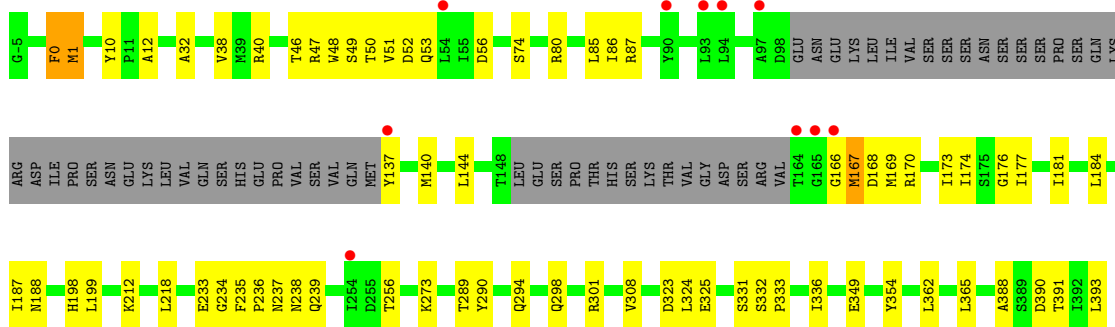 G-5 F0 M1 Y10 P11 A12 A32 V38 M39 R40 T46 R47 W48 S49 T50 V51 D52 Q53 L54 I55 D56 S74 R80 L85 I86 R87 Y90 L93 L94 A97 D98 GLU ASN GLU LYS LEU ILE VAL SER SER SER ASN SER SER SER PRO SER GLN LYS
ARG ASP ILE PRO SER ASN GLU LYS LEU VAL GLN SER HIS GLU PRO VAL SER VAL GLN MET Y137 M140 L144 T148 LEU GLU SER PRO THR HIS SER LYS THR VAL GLY ASP SER ARG VAL T164 G165 G166 M167 D168 M169 R170 I173 I174 S175 G176 I177 I181 L184
I187 N188 H198 L199 K212 L218 E233 G234 F235 P236 N237 N238 Q239 I254 D255 T256 K273 T289 Y290 Q294 Q298 R301 V308 D323 L324 E325 S331 S332 P333 I336 E349 Y354 L362 L365 A388 S389 D390 T391 I392 L393